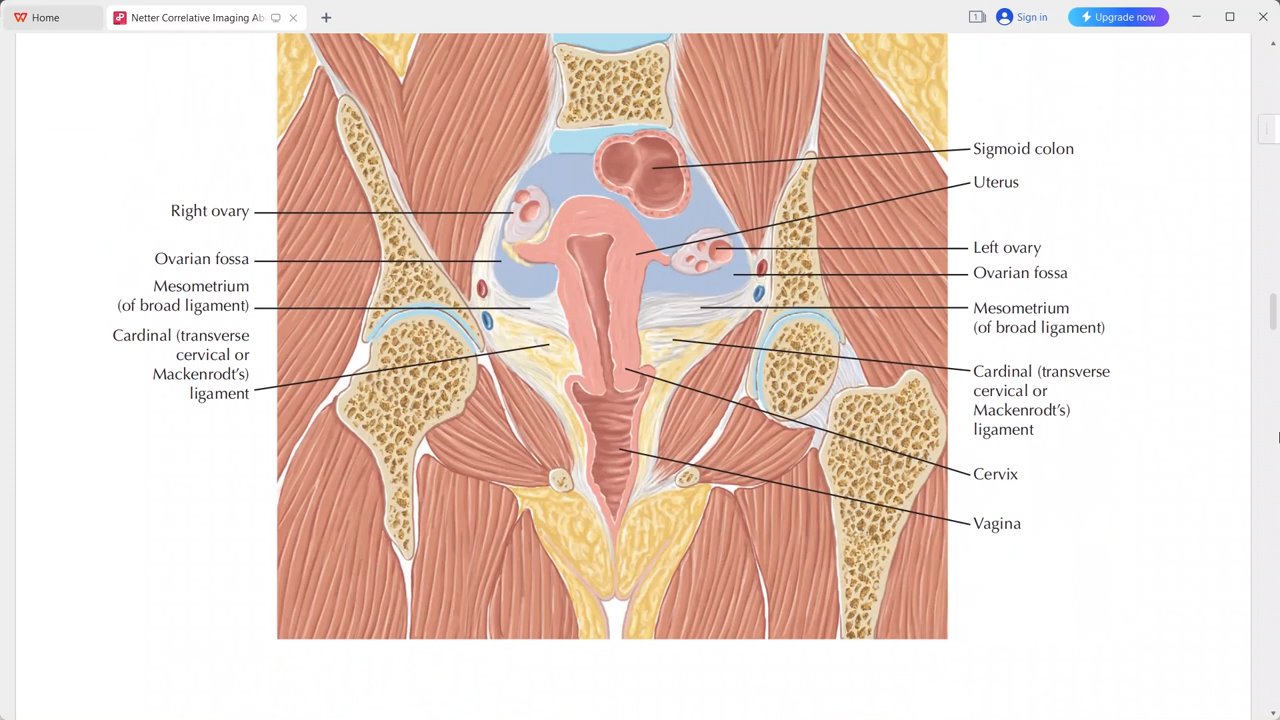 Home
Netter Correlative Imaging Ab
1
Sign in
Upgrade now
Right ovary
Ovarian fossa
Mesometrium
(of broad ligament)
Cardinal (transverse
cervical or
Mackenrodt’s)
ligament
Sigmoid colon
Uterus
Left ovary
Ovarian fossa
Mesometrium
(of broad ligament)
Cardinal (transverse
cervical or
Mackenrodt’s)
ligament
Cervix
Vagina